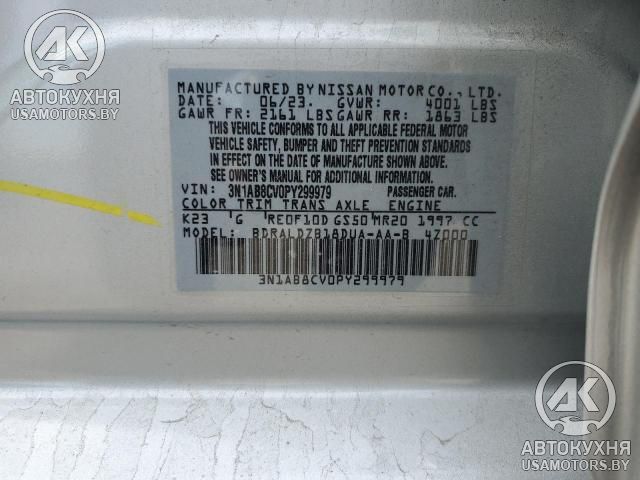 AK
АВТОКУХНЯ
USAMOTORS.BY
MANUFACTURED BY NISSAN MOTOR CO., LTD.
DATE: 06/23. GVWR: 4001 LBS
GAWR FR: 2161 LBS GAWR RR: 1863 LBS
THIS VEHICLE CONFORMS TO ALL APPLICABLE FEDERAL MOTOR
VEHICLE SAFETY, BUMPER AND THEFT PREVENTION STANDARDS
IN EFFECT ON THE DATE OF MANUFACTURE SHOWN ABOVE.
SEE OWNER'S MANUAL FOR ADDITIONAL INFORMATION.
VIN: 3N1AB8CV0PY299979 PASSENGER CAR.
COLOR TRIM TRANS AXLE ENGINE
K23 G RE0F10D GS50 MR20 1997 CC
MODEL: BDRALDZB18DUA-AA-B 4Z000
3N1AB8CV0PY299979
AK
АВТОКУХНЯ
USAMOTORS.BY